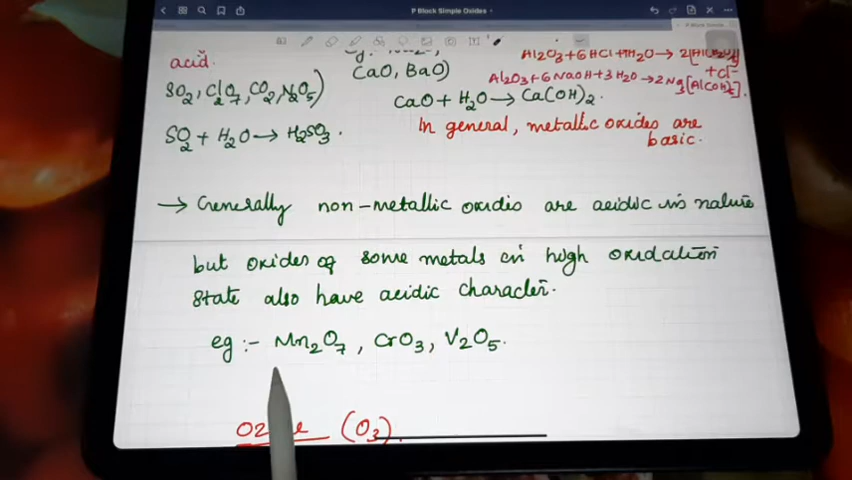 P Block Simple Oxides
P Block Simple Oxides
acid.
SO2, Cl2O7, CO2, N2O5)
SO2 + H2O → H2SO3.
CaO, BaO)
CaO + H2O → Ca(OH)2.
In general, metallic oxides are
basic.
Al2O3 + 6HCl +
Al2O3 + 6NaOH + 3H2O → 2Na3[Al(OH)6].
→ Generally non-metallic oxides are acidic in nature
but oxides of some metals in high oxidation
state also have acidic character.
eg :- Mn2O7, CrO3, V2O5.
(O3).